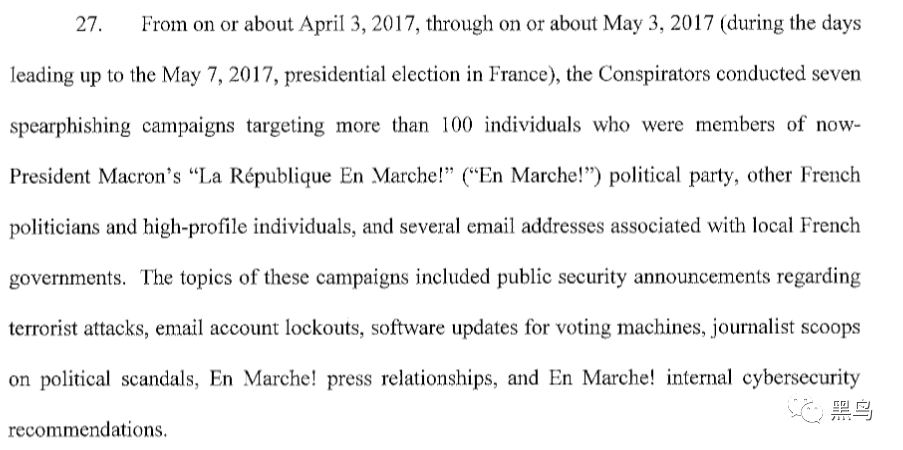 27. From on or about April 3, 2017, through on or about May 3, 2017 (during the days
leading up to the May 7, 2017, presidential election in France), the Conspirators conducted seven
spearphishing campaigns targeting more than 100 individuals who were members of now-
President Macron's “La République En Marche!” (“En Marche!”) political party, other French
politicians and high-profile individuals, and several email addresses associated with local French
governments. The topics of these campaigns included public security announcements regarding
terrorist attacks, email account lockouts, software updates for voting machines, journalist scoops
on political scandals, En Marche! press relationships, and En Marche! internal cybersecurity
recommendations.
黑鸟